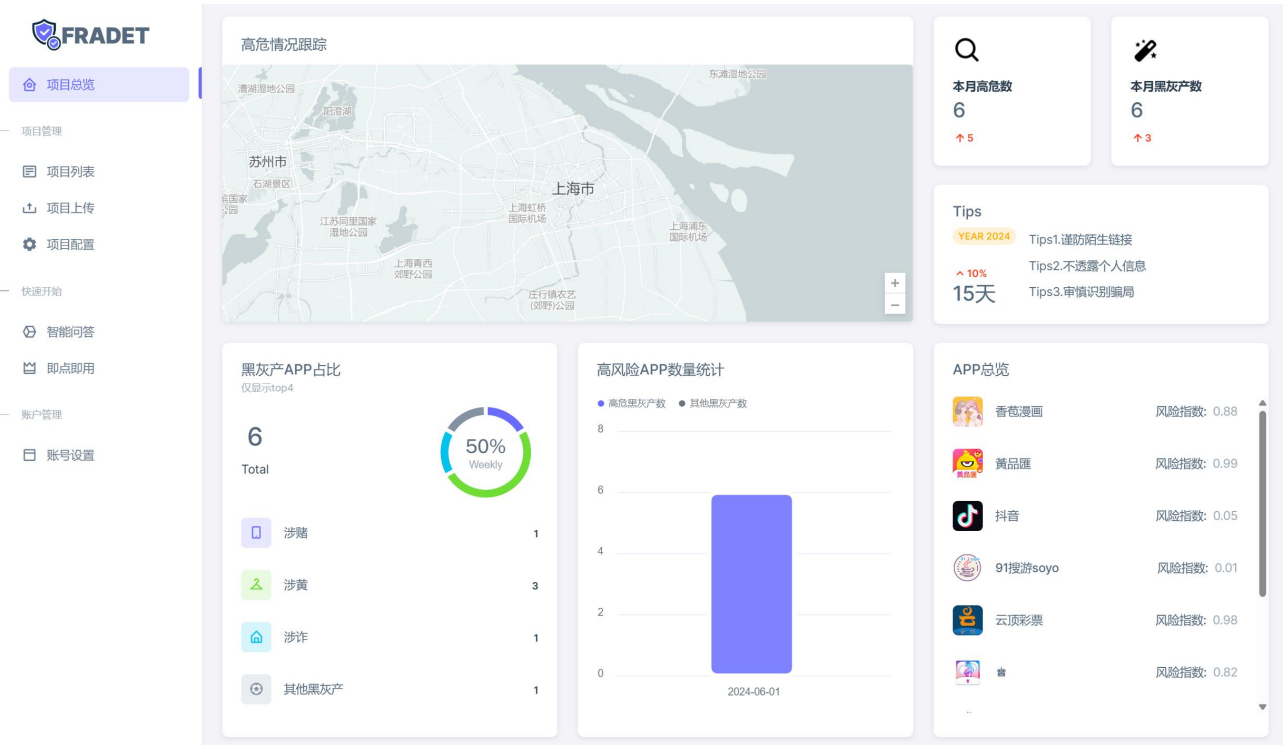 FRADET
项目总览
项目管理
项目列表
项目上传
项目配置
快速开始
智能问答
即点即用
账户管理
账号设置
高危情况跟踪
东滩湿地公园
漕湖湿地公园
阳澄湖
苏州市
石湖景区
国家
公园
上海市
上海虹桥
国际机场
江苏同里国家
湿地公园
上海浦东
国际机场
上海青西
郊野公园
庄行镇农艺
(郊野)公园
+
−
本月高危数
6
5
本月黑灰产数
6
3
Tips
YEAR 2024
Tips1.谨防陌生链接
Tips2.不透露个人信息
10%
15天
Tips3.审慎识别骗局
黑灰产APP占比
仅显示top4
6
Total
50%
Weekly
涉赌 1
涉黄 3
涉诈 1
其他黑灰产 1
高风险APP数量统计
高危黑灰产数 其他黑灰产数
8
6
4
2
0
2024-06-01
APP总览
香苞漫画 风险指数: 0.88
黃品匯 风险指数: 0.99
黃品匯
抖音 风险指数: 0.05
91搜游soyo 风险指数: 0.01
云顶彩票 风险指数: 0.98
风险指数: 0.82